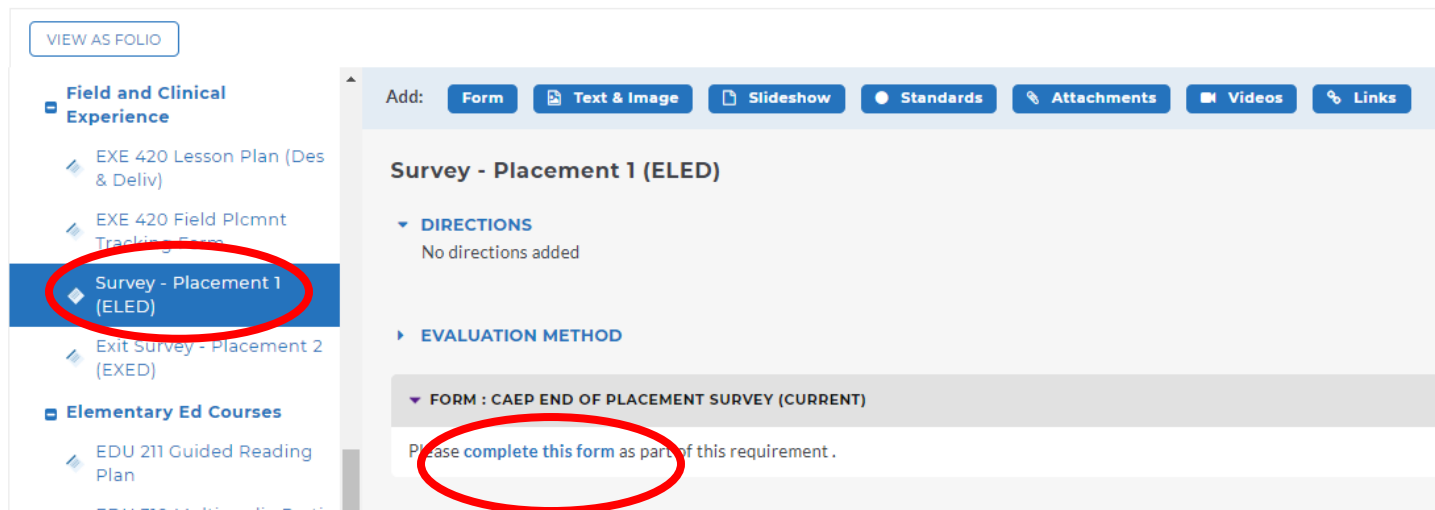 VIEW AS FOLIO
Field and Clinical
Experience
EXE 420 Lesson Plan (Des
& Deliv)
EXE 420 Field Plcmnt
Tracking Form
Survey - Placement 1
(ELED)
Exit Survey - Placement 2
(EXED)
Elementary Ed Courses
EDU 211 Guided Reading
Plan
Add: Form Text & Image Slideshow Standards Attachments Videos Links
Survey - Placement 1 (ELED)
DIRECTIONS
No directions added
EVALUATION METHOD
FORM : CAEP END OF PLACEMENT SURVEY (CURRENT)
Please complete this form as part of this requirement .